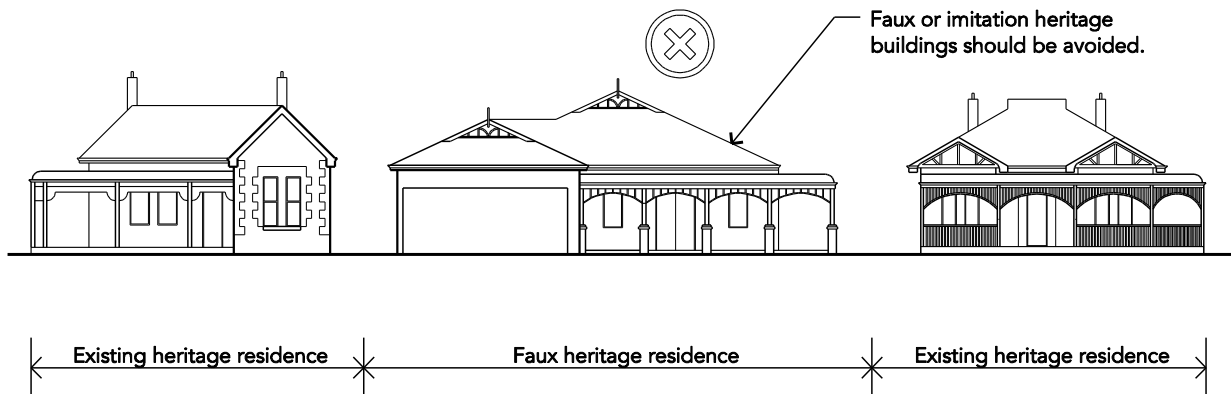 Faux or imitation heritage
buildings should be avoided.
Existing heritage residence
Faux heritage residence
Existing heritage residence